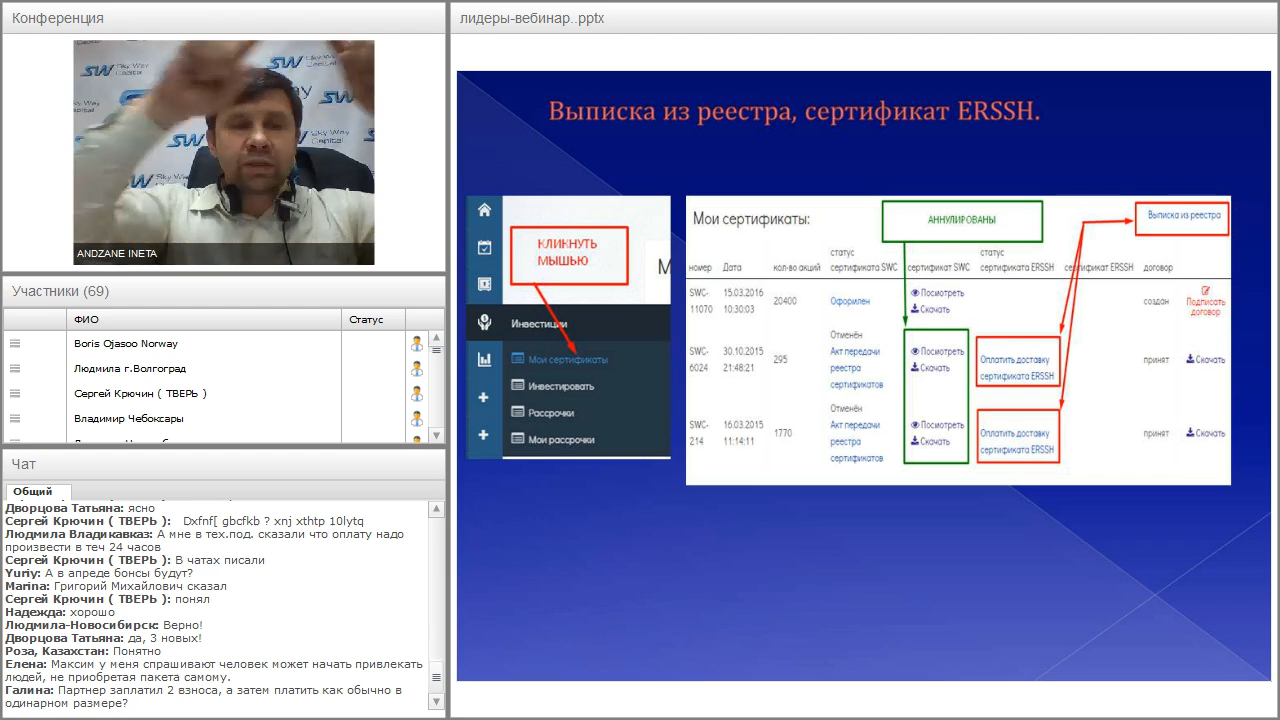 Конференция
SW
Sky Way
Capital
ANDZANE INETA
Участники (69)
ФИО
Статус
Boris Ojasoo Norway
Людмила г.Волгоград
Сергей Крючин ( ТВЕРЬ )
Владимир Чебоксары
Чат
Общий
Дворцова Татьяна: ясно
Сергей Крючин ( ТВЕРЬ ): Dxfnf[ gbcfkb ? xnj xthtp 10lytq
Людмила Владикавказ: А мне в тех.под. сказали что оплату надо
произвести в теч 24 часов
Сергей Крючин ( ТВЕРЬ ): В чатах писали
Yuriy: А в апреде бонсы будут?
Marina: Григорий Михайлович сказал
Сергей Крючин ( ТВЕРЬ ): понял
Надежда: хорошо
Людмила-Новосибирск: Верно!
Дворцова Татьяна: да, 3 новых!
Роза, Казахстан: Понятно
Елена: Максим у меня спрашивают человек может начать привлекать
людей, не приобретая пакета самому.
Галина: Партнер заплатил 2 взноса, а затем платить как обычно в
одинарном размере?
лидеры-вебинар..pptx
Выписка из реестра, сертификат ERSSH.
КЛИКНУТЬ
МЫШЬЮ
М
Инвестиции
Мои сертификаты
Инвестировать
Рассрочки
Мои рассрочки
Мои сертификаты:
АННУЛИРОВАНЫ
Выписка из реестра
номер
Дата
кол-во акций
статус
сертификата SWC
сертификат SWC
статус
сертификата ERSSH
сертификат ERSSH
договор
SWC-
11070
15.03.2016
10:30:03
20400
Оформлен
Посмотреть
Скачать
создан
Подписать
договор
SWC-
6024
30.10.2015
21:48:21
295
Отменён
Акт передачи
реестра
сертификатов
Посмотреть
Скачать
Оплатить доставку
сертификата ERSSH
принят
Скачать
SWC-
214
16.03.2015
11:14:11
1770
Отменён
Акт передачи
реестра
сертификатов
Посмотреть
Скачать
Оплатить доставку
сертификата ERSSH
принят
Скачать